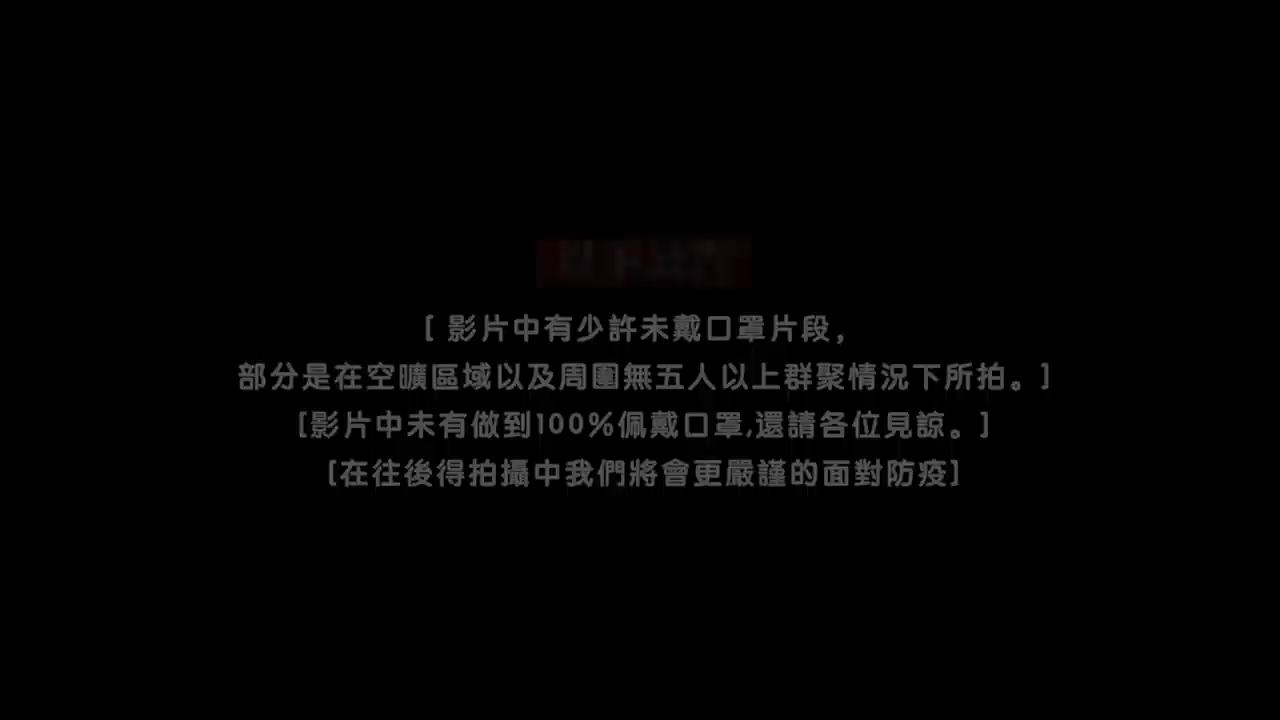 [ 影片中有少許未戴口罩片段，
部分是在空曠區域以及周圍無五人以上群聚情況下所拍。]
[影片中未有做到100%佩戴口罩,還請各位見諒。]
[在往後得拍攝中我們將會更嚴謹的面對防疫]